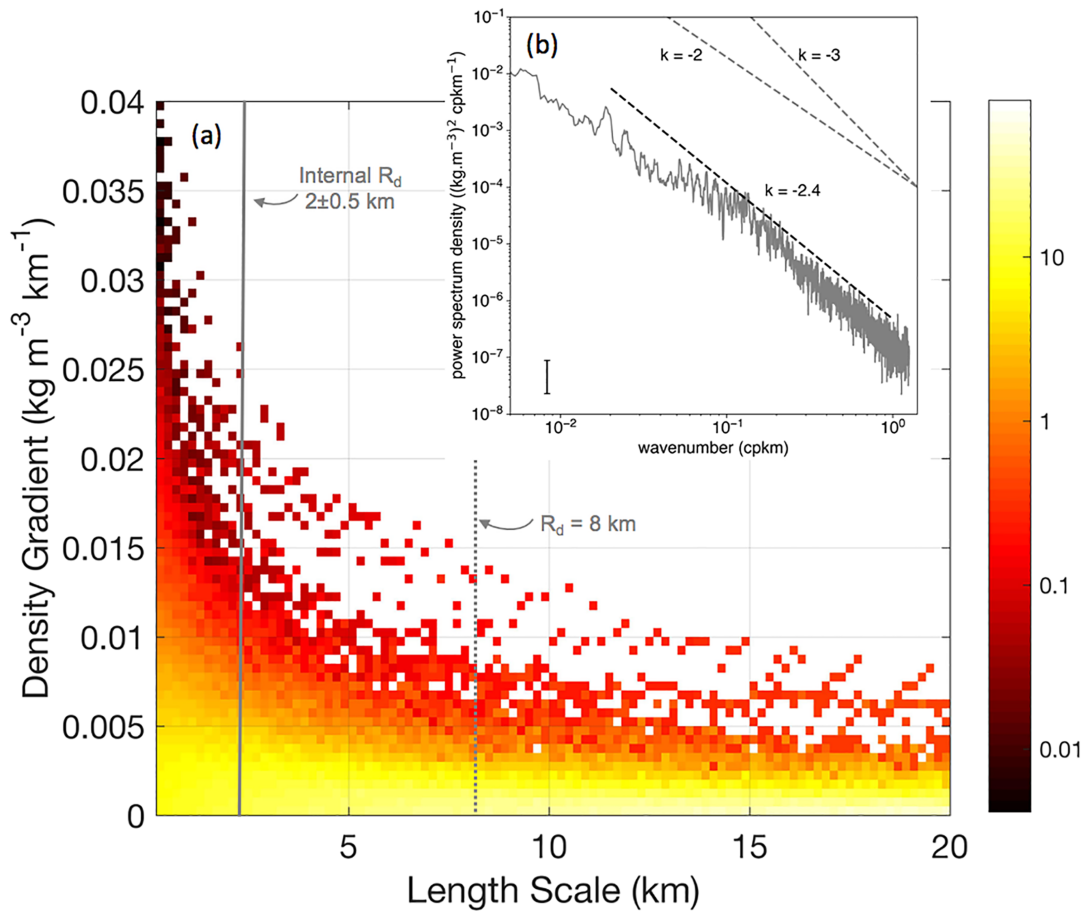 (b)
10⁻¹
10⁻²
10⁻³
10⁻⁴
10⁻⁵
10⁻⁶
10⁻⁷
10⁻⁸
power spectrum density ((kg.m⁻³)² cpkm⁻¹)
k = -2
k = -3
k = -2.4
10⁻² 10⁻¹ 10⁰
wavenumber (cpkm)
(a)
Internal R_d
2±0.5 km
R_d = 8 km
0.04
0.035
0.03
0.025
0.02
0.015
0.01
0.005
0
Density Gradient (kg m⁻³ km⁻¹)
5 10 15 20
Length Scale (km)
10
1
0.1
0.01